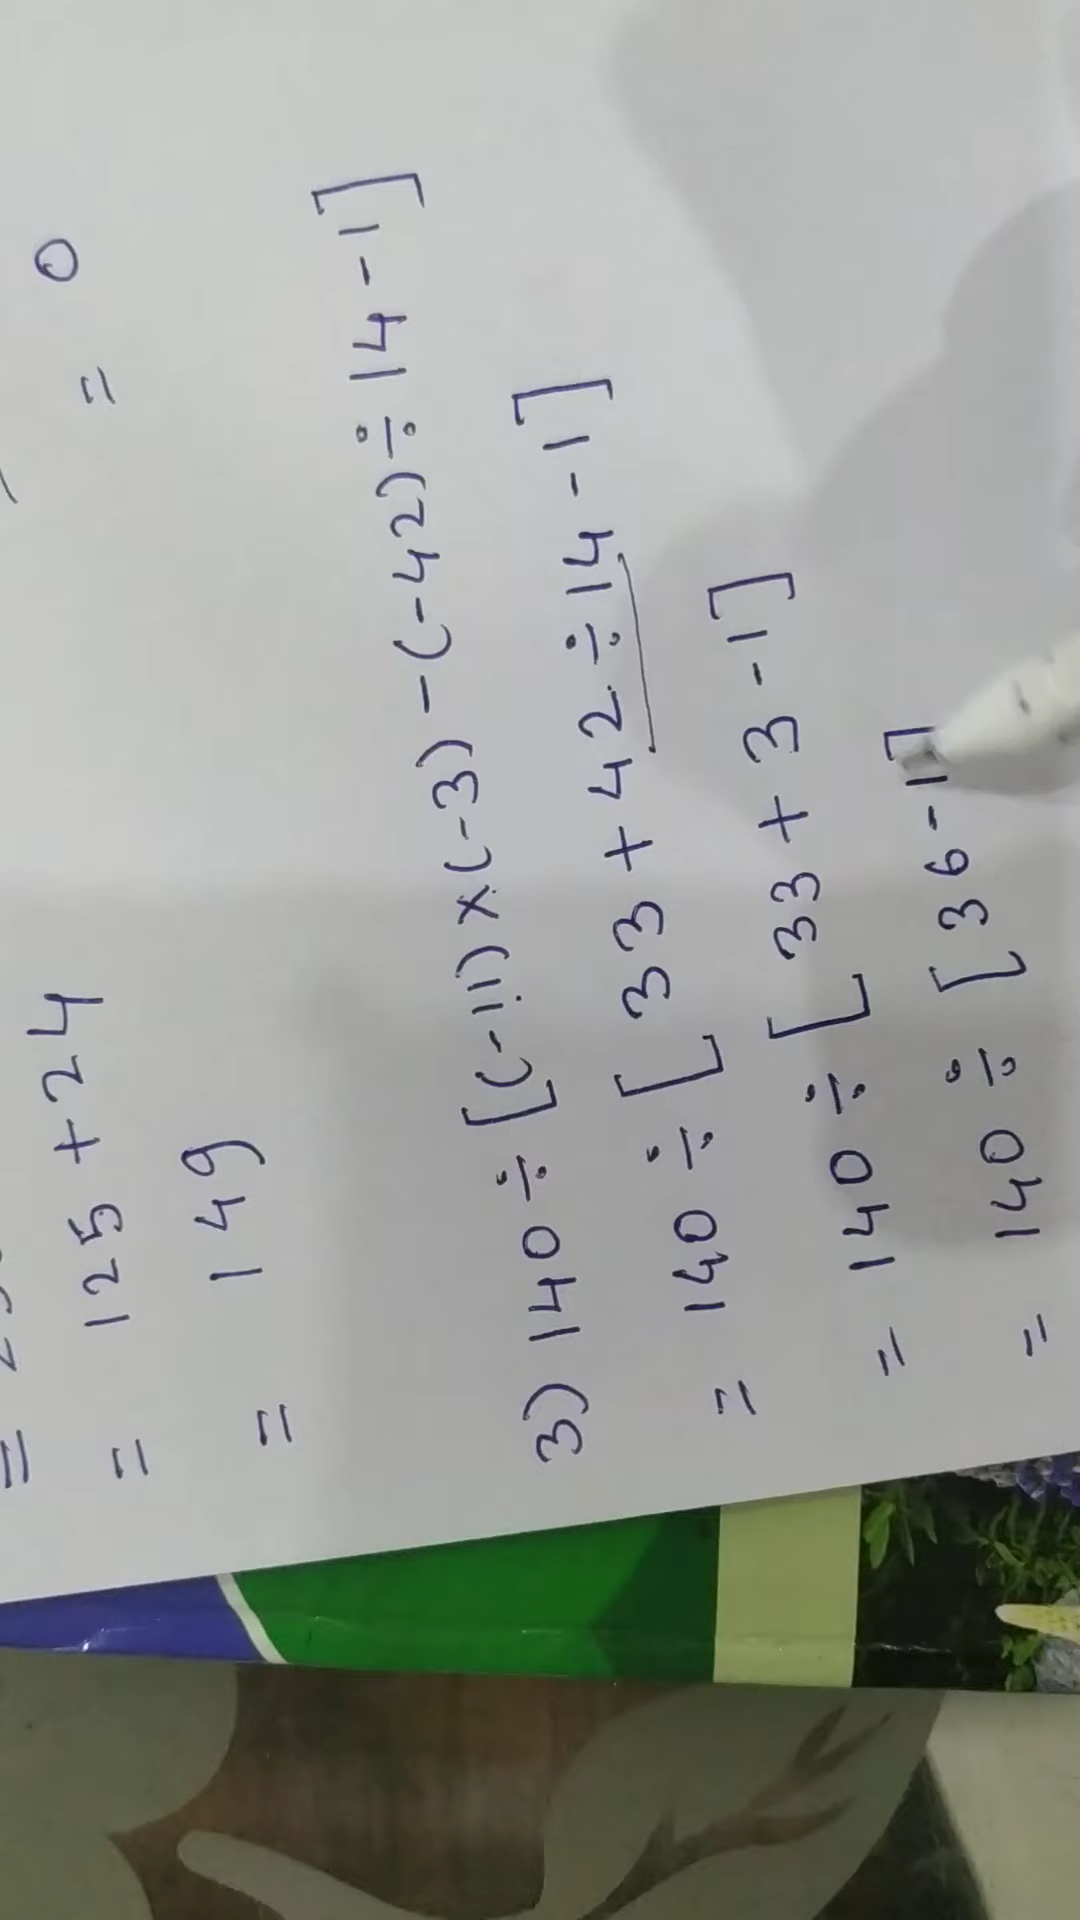 = 0
= 125 + 24
= 149
3) 140 ÷ [(-11) × (-3) - (-42) ÷ 14 - 1]
= 140 ÷ [33 + 42 ÷ 14 - 1]
= 140 ÷ [33 + 3 - 1]
= 140 ÷ [36 - 1]